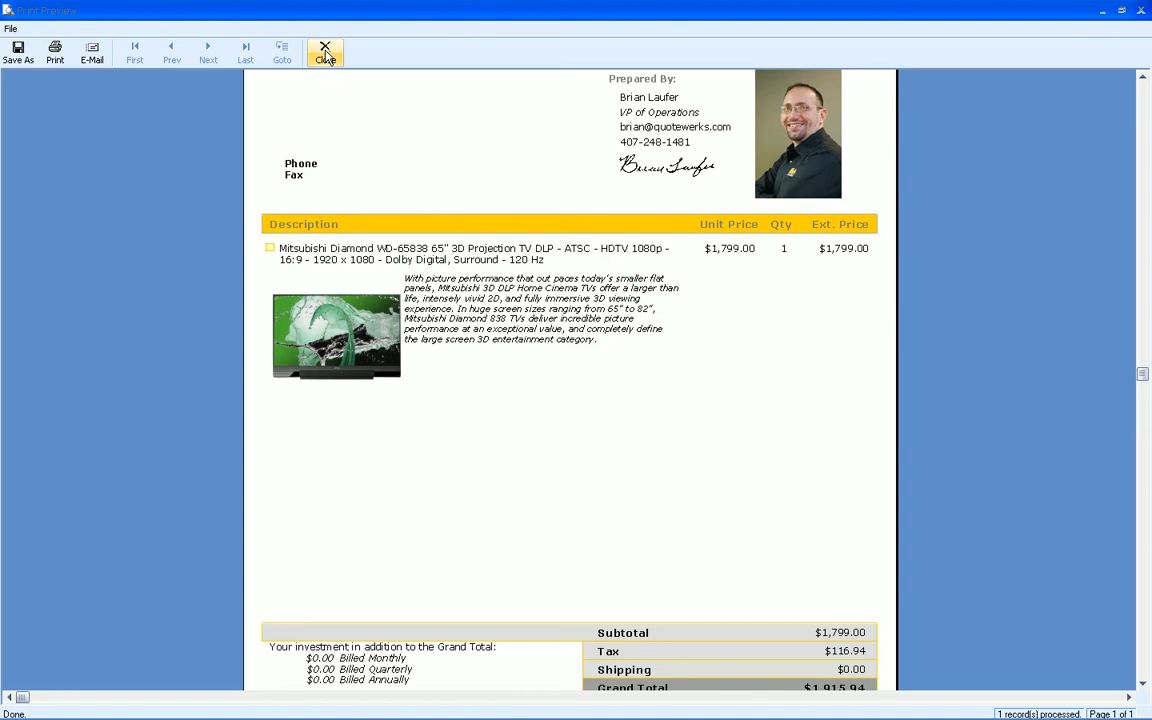 Print Preview
File
Save As Print E-Mail First Prev Next Last Goto Close
Prepared By:
Brian Laufer
VP of Operations
brian@quotewerks.com
407-248-1481
Brian Laufer
Phone
Fax
Description Unit Price Qty Ext. Price
Mitsubishi Diamond WD-65838 65" 3D Projection TV DLP - ATSC - HDTV 1080p - $1,799.00 1 $1,799.00
16:9 - 1920 x 1080 - Dolby Digital, Surround - 120 Hz
With picture performance that out paces today's smaller flat
panels, Mitsubishi 3D DLP Home Cinema TVs offer a larger than
life, intensely vivid 2D, and fully immersive 3D viewing
experience. In huge screen sizes ranging from 65" to 82",
Mitsubishi Diamond 838 TVs deliver incredible picture
performance at an exceptional value, and completely define
the large screen 3D entertainment category.
Subtotal $1,799.00
Your investment in addition to the Grand Total:
$0.00 Billed Monthly
$0.00 Billed Quarterly
$0.00 Billed Annually
Tax $116.94
Shipping $0.00
Grand Total $1,915.94
Done. 1 record(s) processed. Page 1 of 1